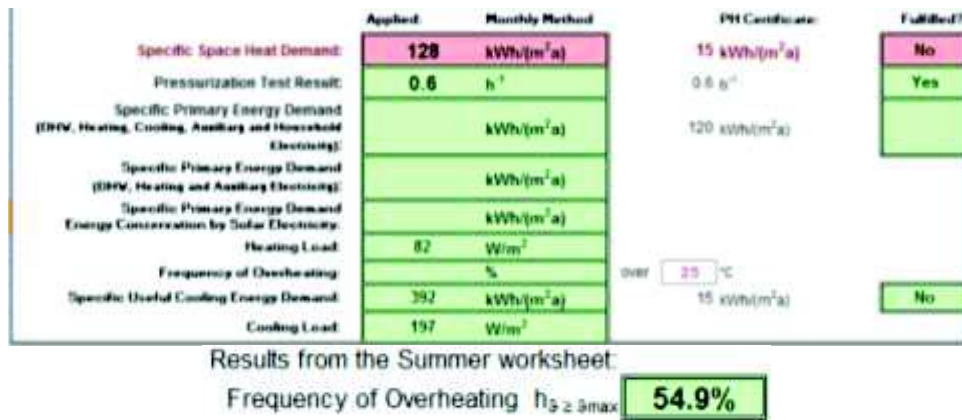 Applied: Monthly Method PH Certificate: Fulfilled?
Specific Space Heat Demand: 128 kWh/(m²a) 15 kWh/(m²a) No
Pressurization Test Result: 0.6 h⁻¹ 0.6 h⁻¹ Yes
Specific Primary Energy Demand
(DHW, Heating, Cooling, Auxiliary and Household
Electricity): kWh/(m²a) 120 kWh/(m²a)
Specific Primary Energy Demand
(DHW, Heating and Auxiliary Electricity): kWh/(m²a)
Specific Primary Energy Demand
Energy Conservation by Solar Electricity: kWh/(m²a)
Heating Load: 82 W/m²
Frequency of Overheating: % over 25 °C
Specific Useful Cooling Energy Demand: 392 kWh/(m²a) 15 kWh/(m²a) No
Cooling Load: 197 W/m²
Results from the Summer worksheet:
Frequency of Overheating h₉ ≥ ₉max 54.9%